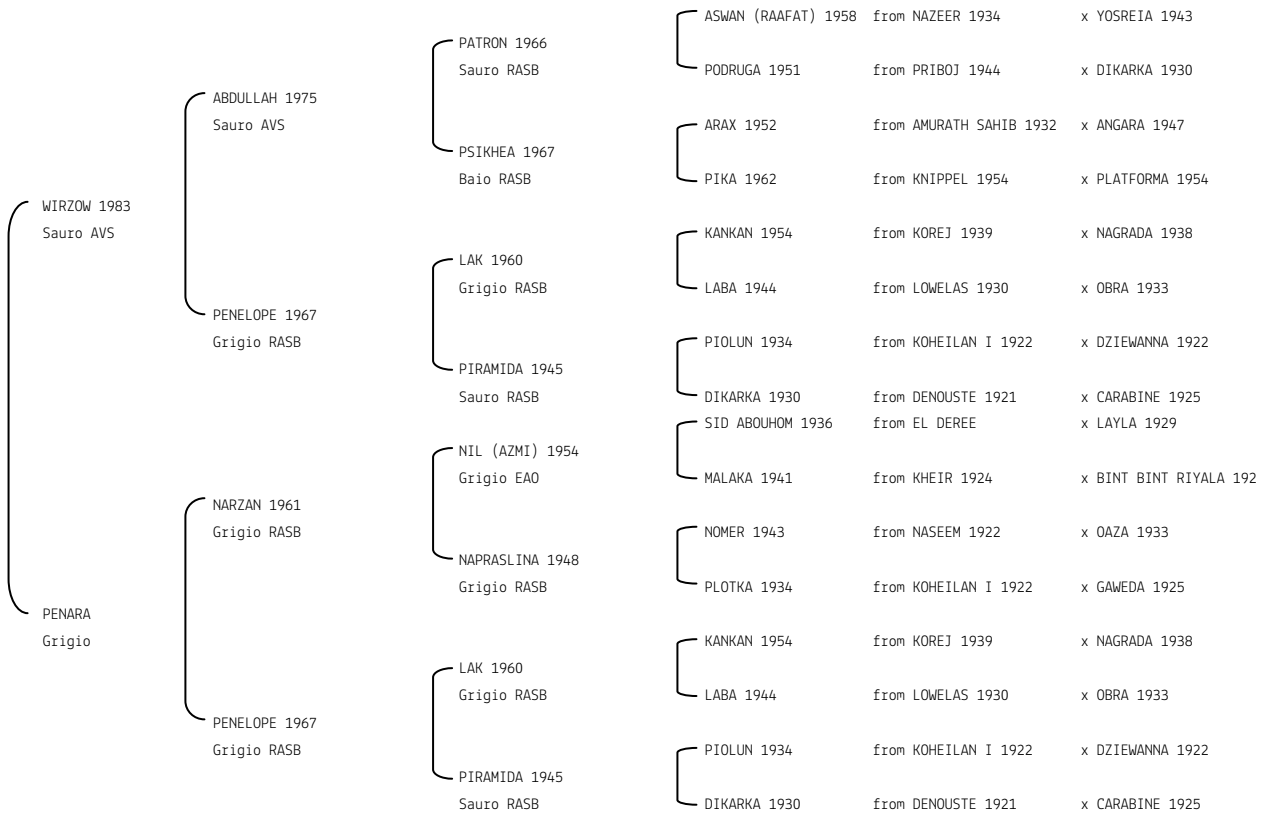 ASWAN (RAAFAT) 1958 from NAZEER 1934 x YOSREIA 1943
PATRON 1966
Sauro RASB
PODRUGA 1951 from PRIBOJ 1944 x DIKARKA 1930
ABDULLAH 1975
Sauro AVS
ARAX 1952 from AMURATH SAHIB 1932 x ANGARA 1947
PSIKHEA 1967
Baio RASB
PIKA 1962 from KNIPPEL 1954 x PLATFORMA 1954
WIRZOW 1983
Sauro AVS
KANKAN 1954 from KOREJ 1939 x NAGRADA 1938
LAK 1960
Grigio RASB
LABA 1944 from LOWELAS 1930 x OBRA 1933
PENELOPE 1967
Grigio RASB
PIOLUN 1934 from KOHEILAN I 1922 x DZIEWANNA 1922
PIRAMIDA 1945
Sauro RASB
DIKARKA 1930 from DENOUSTE 1921 x CARABINE 1925
SID ABOUHOM 1936 from EL DEREE x LAYLA 1929
NIL (AZMI) 1954
Grigio EAO
MALAKA 1941 from KHEIR 1924 x BINT BINT RIYALA 192
NARZAN 1961
Grigio RASB
NOMER 1943 from NASEEM 1922 x OAZA 1933
NAPRASLINA 1948
Grigio RASB
PLOTKA 1934 from KOHEILAN I 1922 x GAWEDA 1925
PENARA
Grigio
KANKAN 1954 from KOREJ 1939 x NAGRADA 1938
LAK 1960
Grigio RASB
LABA 1944 from LOWELAS 1930 x OBRA 1933
PENELOPE 1967
Grigio RASB
PIOLUN 1934 from KOHEILAN I 1922 x DZIEWANNA 1922
PIRAMIDA 1945
Sauro RASB
DIKARKA 1930 from DENOUSTE 1921 x CARABINE 1925